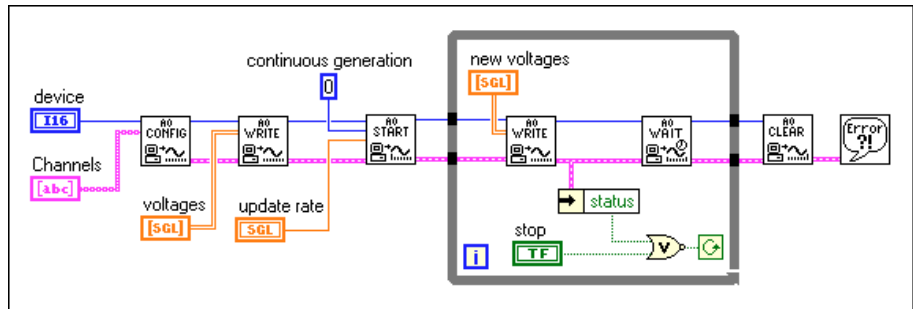 continuous generation
0
new voltages
[SGL]
device
I16
AO
CONFIG
AO
WRITE
AO
START
AO
WRITE
AO
WAIT
AO
CLEAR
Error
?!
Channels
[abc]
voltages
[SGL]
update rate
SGL
status
stop
TF
V
i